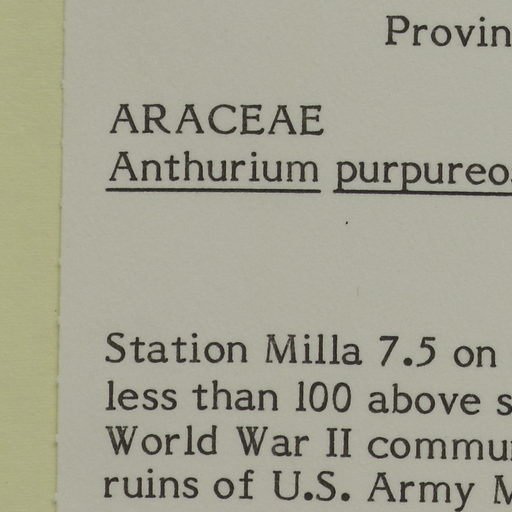 Provin
ARACEAE
Anthurium purpureo
Station Milla 7.5 on
less than 100 above s
World War II commu
ruins of U.S. Army M